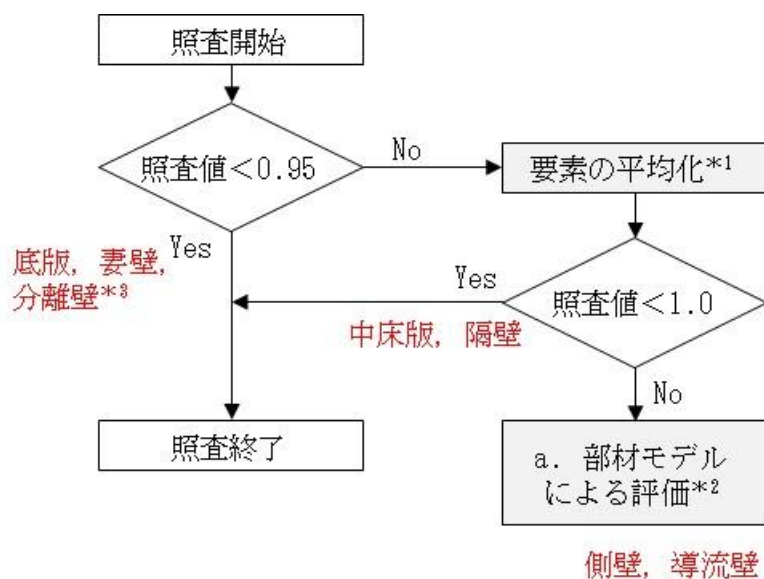 照査開始
照査値＜0.95
No
要素の平均化*1
Yes
底版，妻壁，
分離壁*3
Yes
照査値＜1.0
中床版，隔壁
No
照査終了
a. 部材モデル
による評価*2
側壁，導流壁